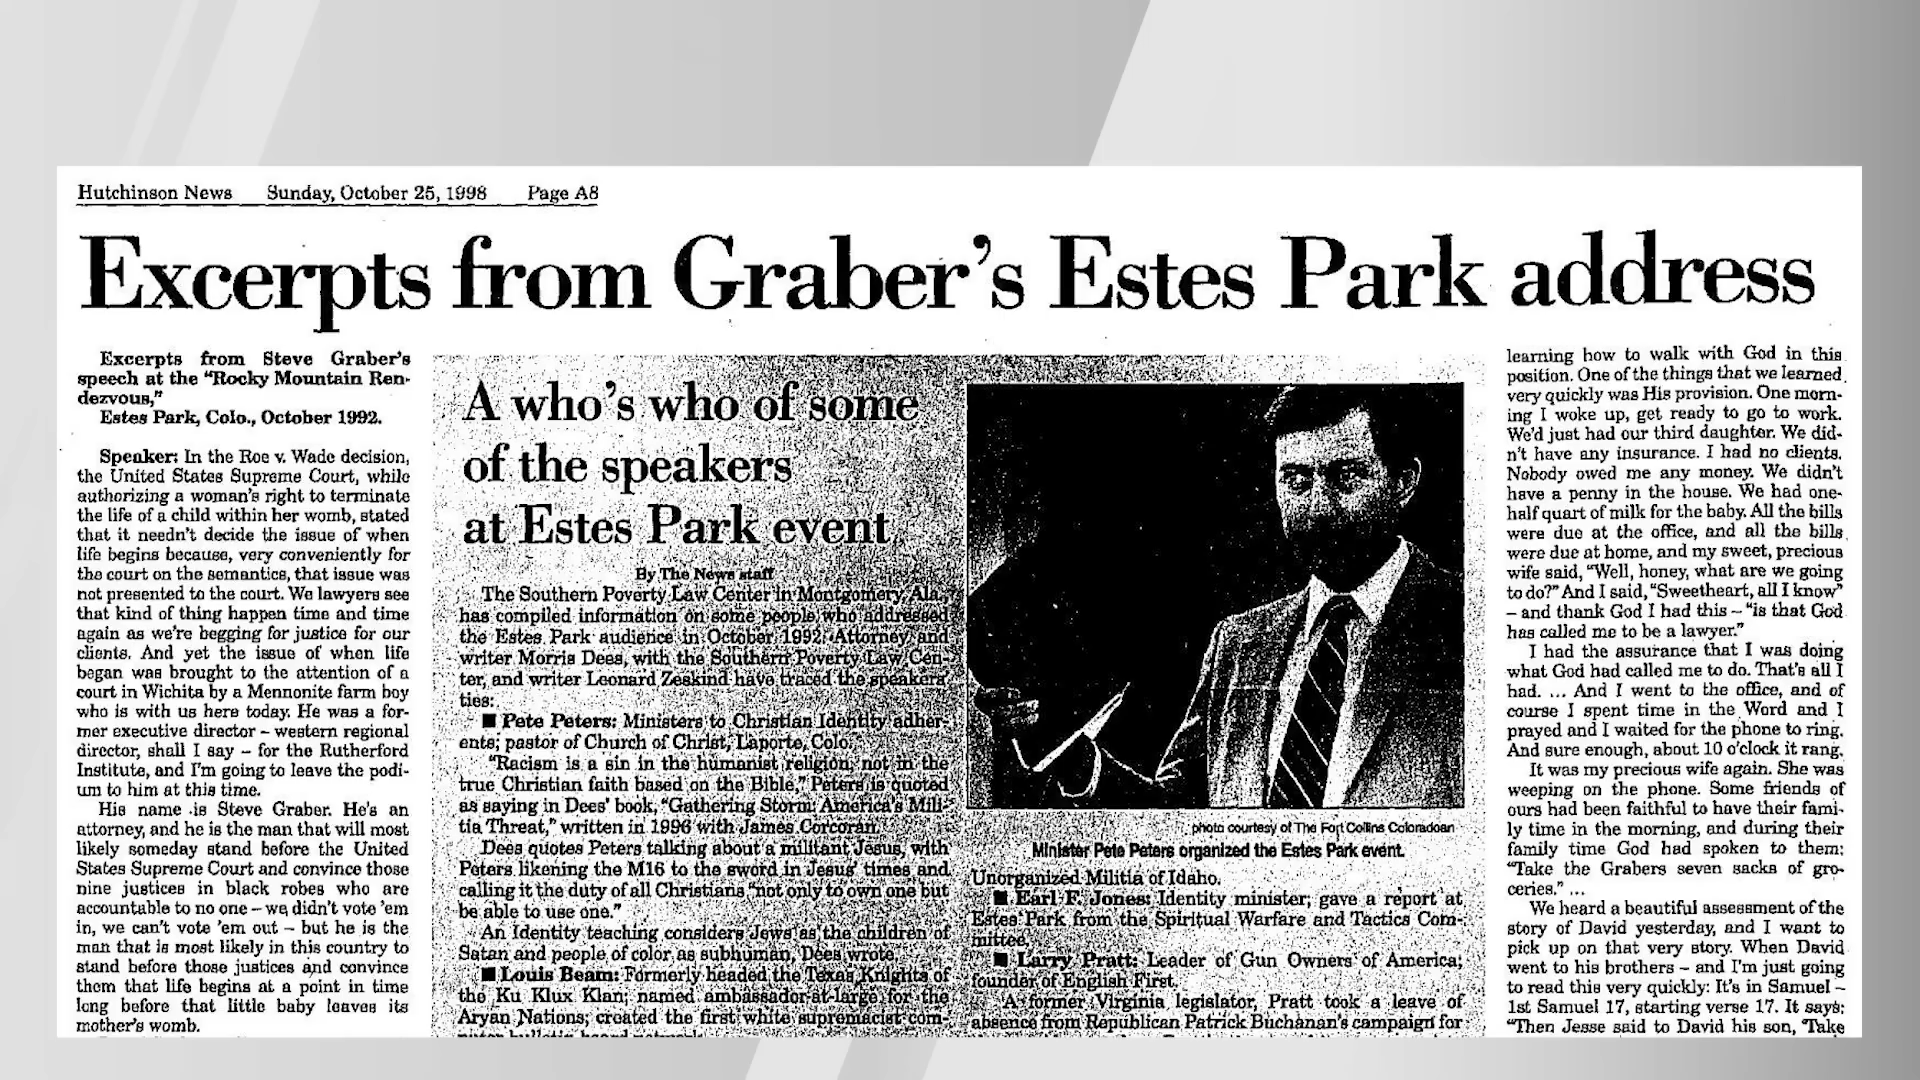 Hutchinson News Sunday, October 25, 1998 Page A8
Excerpts from Graber's Estes Park address
Excerpts from Steve Graber's
speech at the "Rocky Mountain Ren-
dezvous,"
Estes Park, Colo., October 1992.
Speaker: In the Roe v. Wade decision,
the United States Supreme Court, while
authorizing a woman's right to terminate
the life of a child within her womb, stated
that it needn't decide the issue of when
life begins because, very conveniently for
the court on the semantics, that issue was
not presented to the court. We lawyers see
that kind of thing happen time and time
again as we're begging for justice for our
clients. And yet the issue of when life
began was brought to the attention of a
court in Wichita by a Mennonite farm boy
who is with us here today. He was a for-
mer executive director – western regional
director, shall I say – for the Rutherford
Institute, and I'm going to leave the podi-
um to him at this time.
His name is Steve Graber. He's an
attorney, and he is the man that will most
likely someday stand before the United
States Supreme Court and convince those
nine justices in black robes who are
accountable to no one – we didn't vote 'em
in, we can't vote 'em out – but he is the
man that is most likely in this country to
stand before those justices and convince
them that life begins at a point in time
long before that little baby leaves its
mother's womb.
A who's who of some
of the speakers
at Estes Park event
By The News staff
The Southern Poverty Law Center in Montgomery, Ala.,
has compiled information on some people who addressed
the Estes Park audience in October 1992. Attorney and
writer Morris Dees, with the Southern Poverty Law Cen-
ter, and writer Leonard Zeskind have traced the speakers'
ties:
■ Pete Peters: Ministers to Christian Identity adher-
ents; pastor of Church of Christ, Laporte, Colo.
"Racism is a sin in the humanist religion, not in the
true Christian faith based on the Bible," Peters is quoted
as saying in Dees' book, "Gathering Storm: America's Mili-
tia Threat," written in 1996 with James Corcoran.
Dees quotes Peters talking about a militant Jesus, with
Peters likening the M16 to the sword in Jesus' times and
calling it the duty of all Christians "not only to own one but
be able to use one."
An Identity teaching considers Jews as the children of
Satan and people of color as subhuman, Dees wrote.
■ Louis Beam: Formerly headed the Texas Knights of
the Ku Klux Klan; named ambassador-at-large for the
Aryan Nations; created the first white supremacist com-
puter bulletin board network.
photo courtesy of The Fort Collins Coloradoan
Minister Pete Peters organized the Estes Park event.
Unorganized Militia of Idaho.
■ Earl F. Jones: Identity minister; gave a report at
Estes Park from the Spiritual Warfare and Tactics Com-
mittee.
■ Larry Pratt: Leader of Gun Owners of America;
founder of English First.
A former Virginia legislator, Pratt took a leave of
absence from Republican Patrick Buchanan's campaign for
learning how to walk with God in this
position. One of the things that we learned
very quickly was His provision. One morn-
ing I woke up, get ready to go to work.
We'd just had our third daughter. We did-
n't have any insurance. I had no clients.
Nobody owed me any money. We didn't
have a penny in the house. We had one-
half quart of milk for the baby. All the bills
were due at the office, and all the bills
were due at home, and my sweet, precious
wife said, "Well, honey, what are we going
to do?" And I said, "Sweetheart, all I know"
– and thank God I had this – "is that God
has called me to be a lawyer."
I had the assurance that I was doing
what God had called me to do. That's all I
had. ... And I went to the office, and of
course I spent time in the Word and I
prayed and I waited for the phone to ring.
And sure enough, about 10 o'clock it rang.
It was my precious wife again. She was
weeping on the phone. Some friends of
ours had been faithful to have their fami-
ly time in the morning, and during their
family time God had spoken to them:
"Take the Grabers seven sacks of gro-
ceries." ...
We heard a beautiful assessment of the
story of David yesterday, and I want to
pick up on that very story. When David
went to his brothers – and I'm just going
to read this very quickly: It's in Samuel –
1st Samuel 17, starting verse 17. It says:
"Then Jesse said to David his son, 'Take